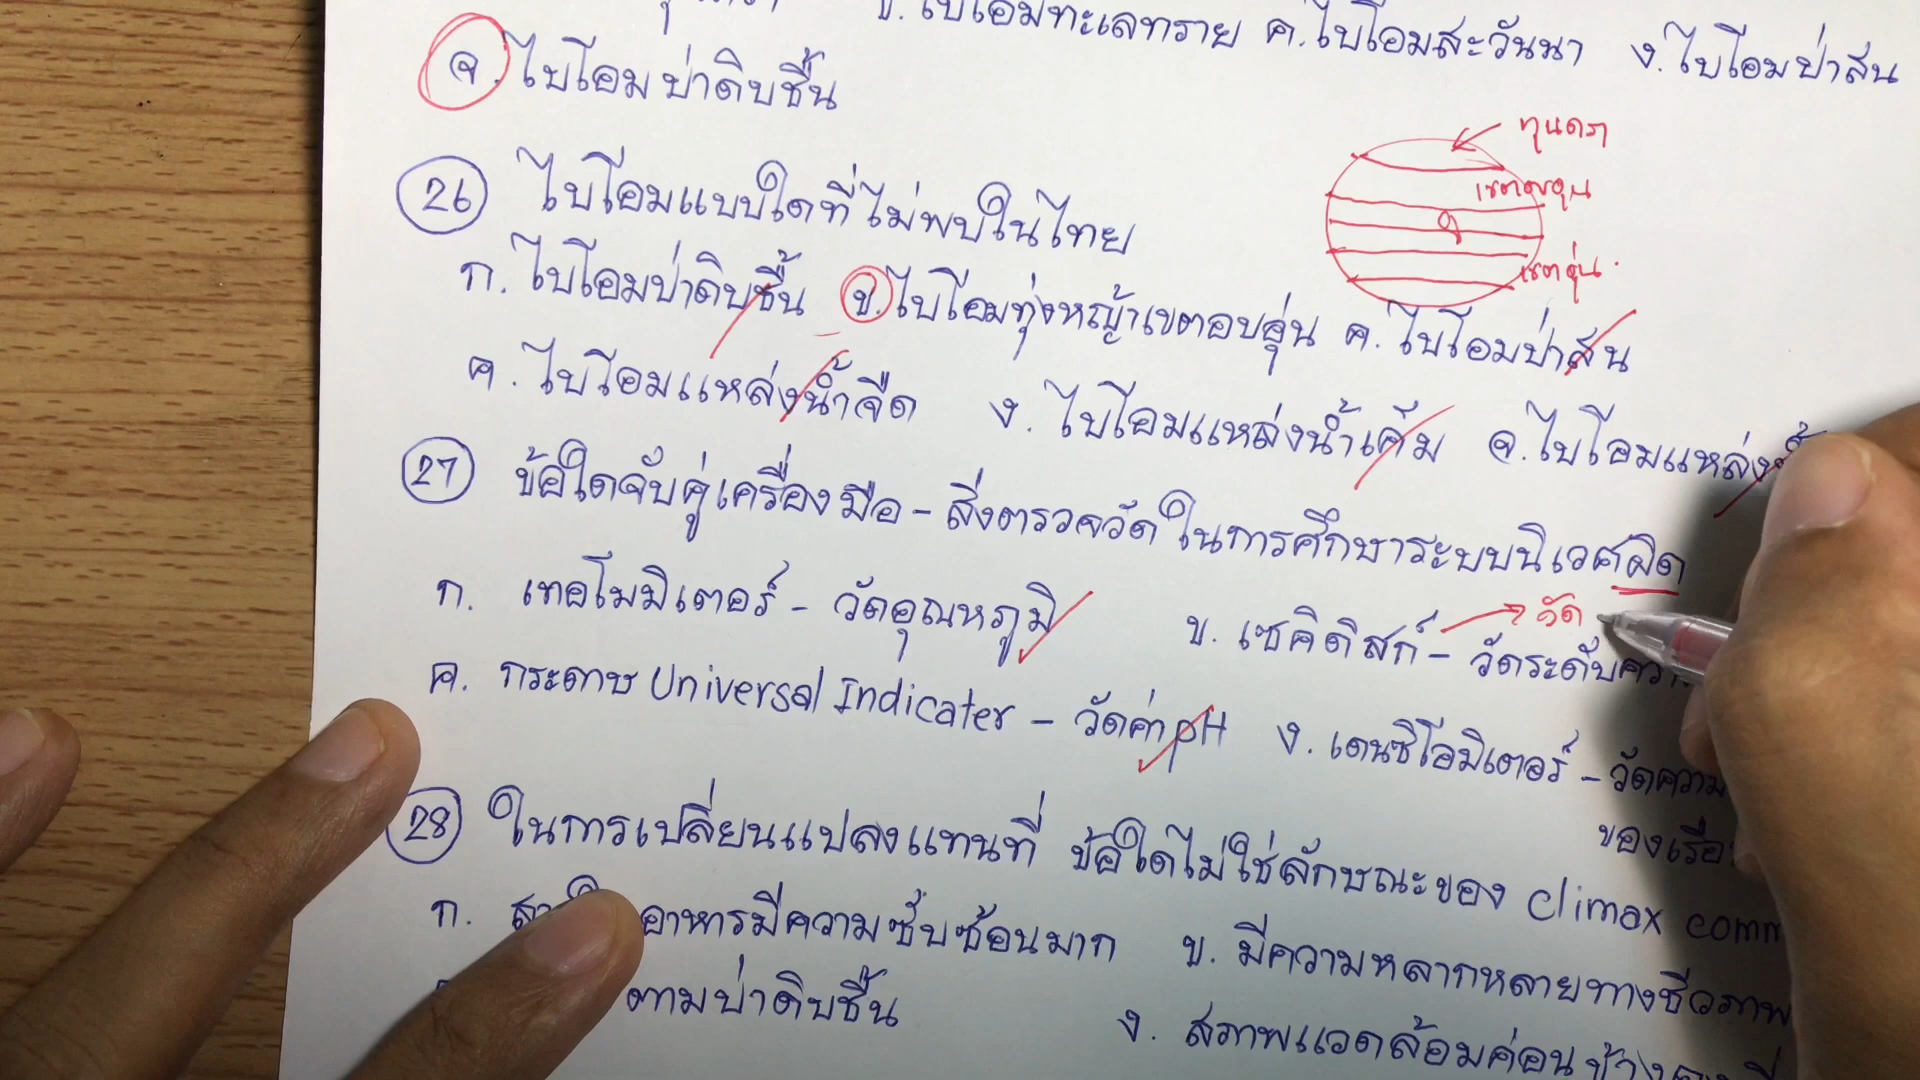 ข. ไบโอมทะเลทราย ค. ไบโอมสะวันนา ง. ไบโอมป่าสน
จ. ไบโอมป่าดิบชื้น
ทุนดรา
26 ไบโอมแบบใดที่ไม่พบในไทย
เขตอบอุ่น
เขตอุ่น
ก. ไบโอมป่าดิบชื้น ข. ไบโอมทุ่งหญ้าเขตอบอุ่น ค. ไบโอมป่าสน
ค. ไบโอมแหล่งน้ำจืด ง. ไบโอมแหล่งน้ำเค็ม จ. ไบโอมแหล่ง
27 ข้อใดจับคู่เครื่องมือ - สิ่งตรวจวัดในการศึกษาระบบนิเวศผิด
วัด
ก. เทอโมมิเตอร์ - วัดอุณหภูมิ ข. เซคิดิสก์ - วัดระดับ
ค. กระดาษ Universal Indicater - วัดค่า pH ง. เดนซิโอมิเตอร์ - วัดความ
ของเรือ
28 ในการเปลี่ยนแปลงแทนที่ ข้อใดไม่ใช่ลักษณะของ Climax comm
ก. อาหารมีความซับซ้อนมาก ข. มีความหลากหลายทางชีวภาพ
ตามป่าดิบชื้น ง. สภาพแวดล้อมค่อนข้าง